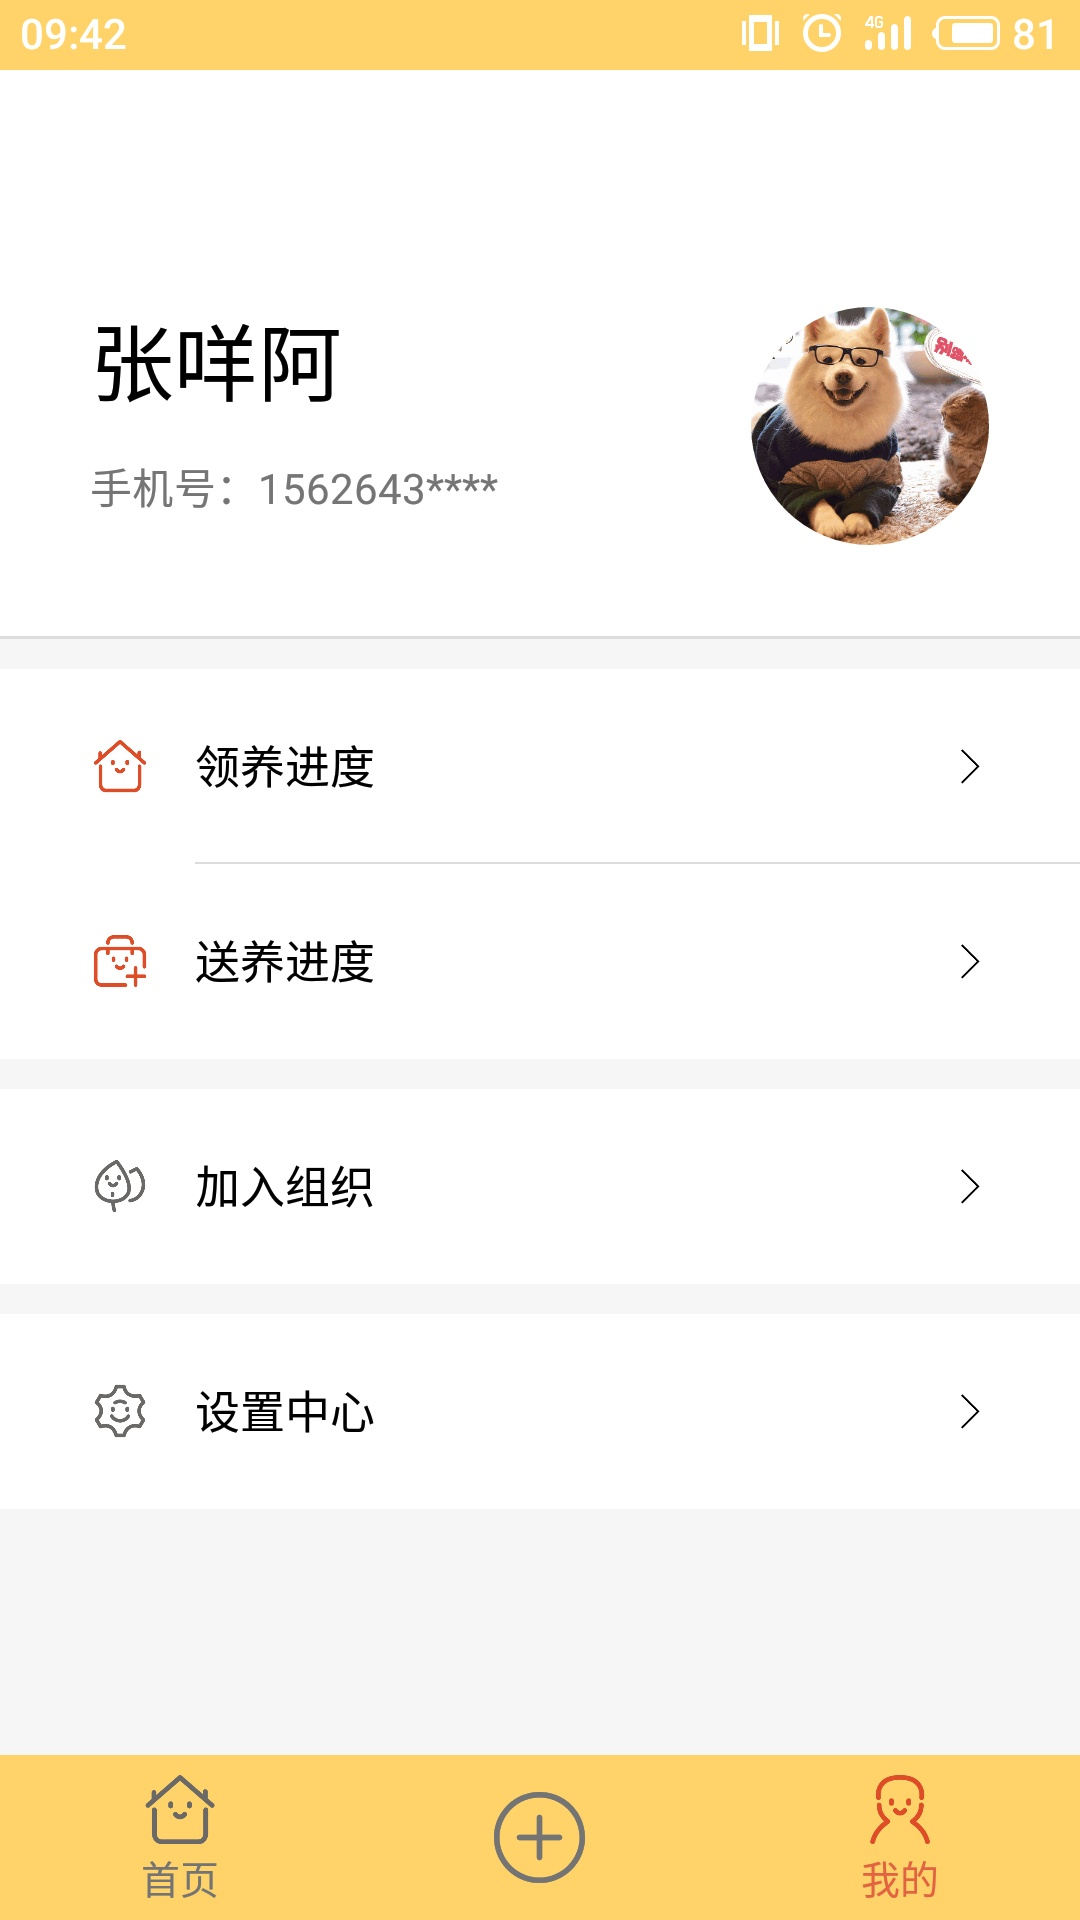 09:42
4G
81
张咩阿
手机号：1562643****
领养进度
送养进度
加入组织
设置中心
首页
我的